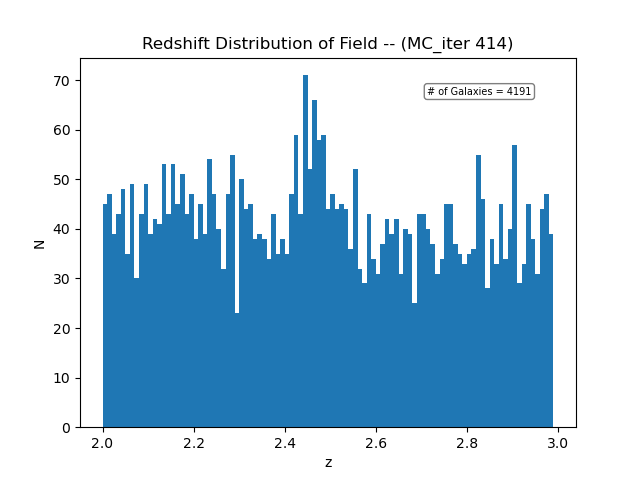 Redshift Distribution of Field -- (MC_iter 414)
# of Galaxies = 4191
70
60
50
40
30
20
10
0
N
2.0 2.2 2.4 2.6 2.8 3.0
z